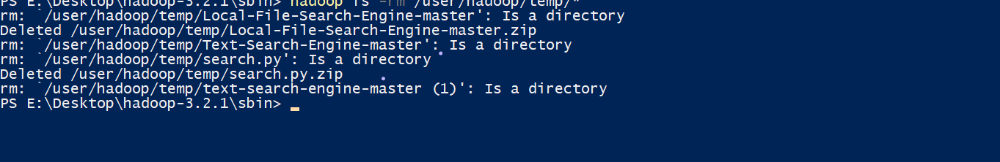 PS E:\Desktop\hadoop-3.2.1\sbin> hadoop fs -rm /user/hadoop/temp/*
rm: `/user/hadoop/temp/Local-File-Search-Engine-master': Is a directory
Deleted /user/hadoop/temp/Local-File-Search-Engine-master.zip
rm: `/user/hadoop/temp/Text-Search-Engine-master': Is a directory
rm: `/user/hadoop/temp/search.py': Is a directory
Deleted /user/hadoop/temp/search.py.zip
rm: `/user/hadoop/temp/text-search-engine-master (1)': Is a directory
PS E:\Desktop\hadoop-3.2.1\sbin>